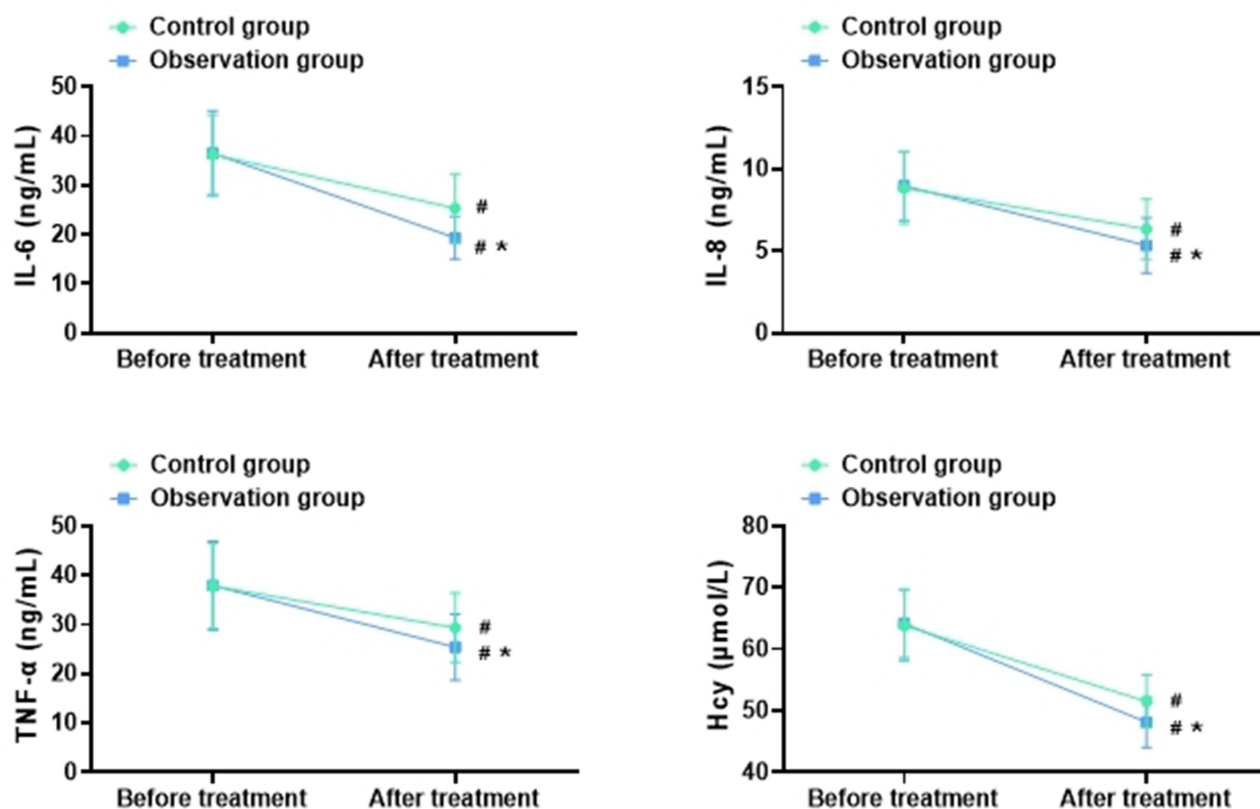 Control group
Observation group
IL-6 (ng/mL)
50
40
30
20
10
0
#
# *
Before treatment After treatment
Control group
Observation group
IL-8 (ng/mL)
15
10
5
0
#
# *
Before treatment After treatment
Control group
Observation group
TNF-α (ng/mL)
50
40
30
20
10
0
#
# *
Before treatment After treatment
Control group
Observation group
Hcy (μmol/L)
80
70
60
50
40
#
# *
Before treatment After treatment